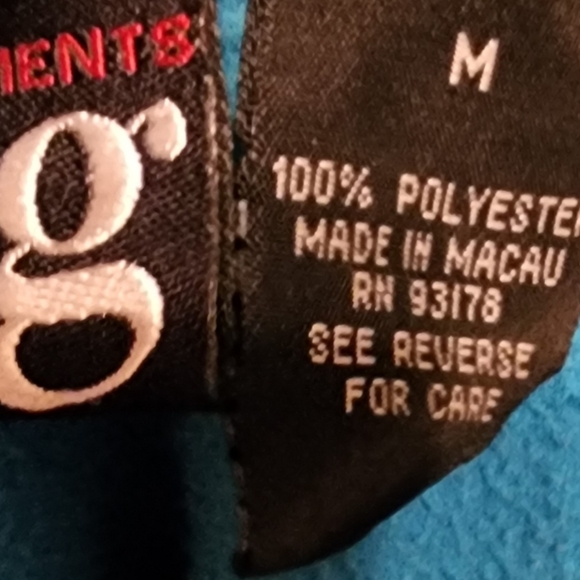 MENTS
g
M
100% POLYESTER
MADE IN MACAU
RN 93178
SEE REVERSE
FOR CARE